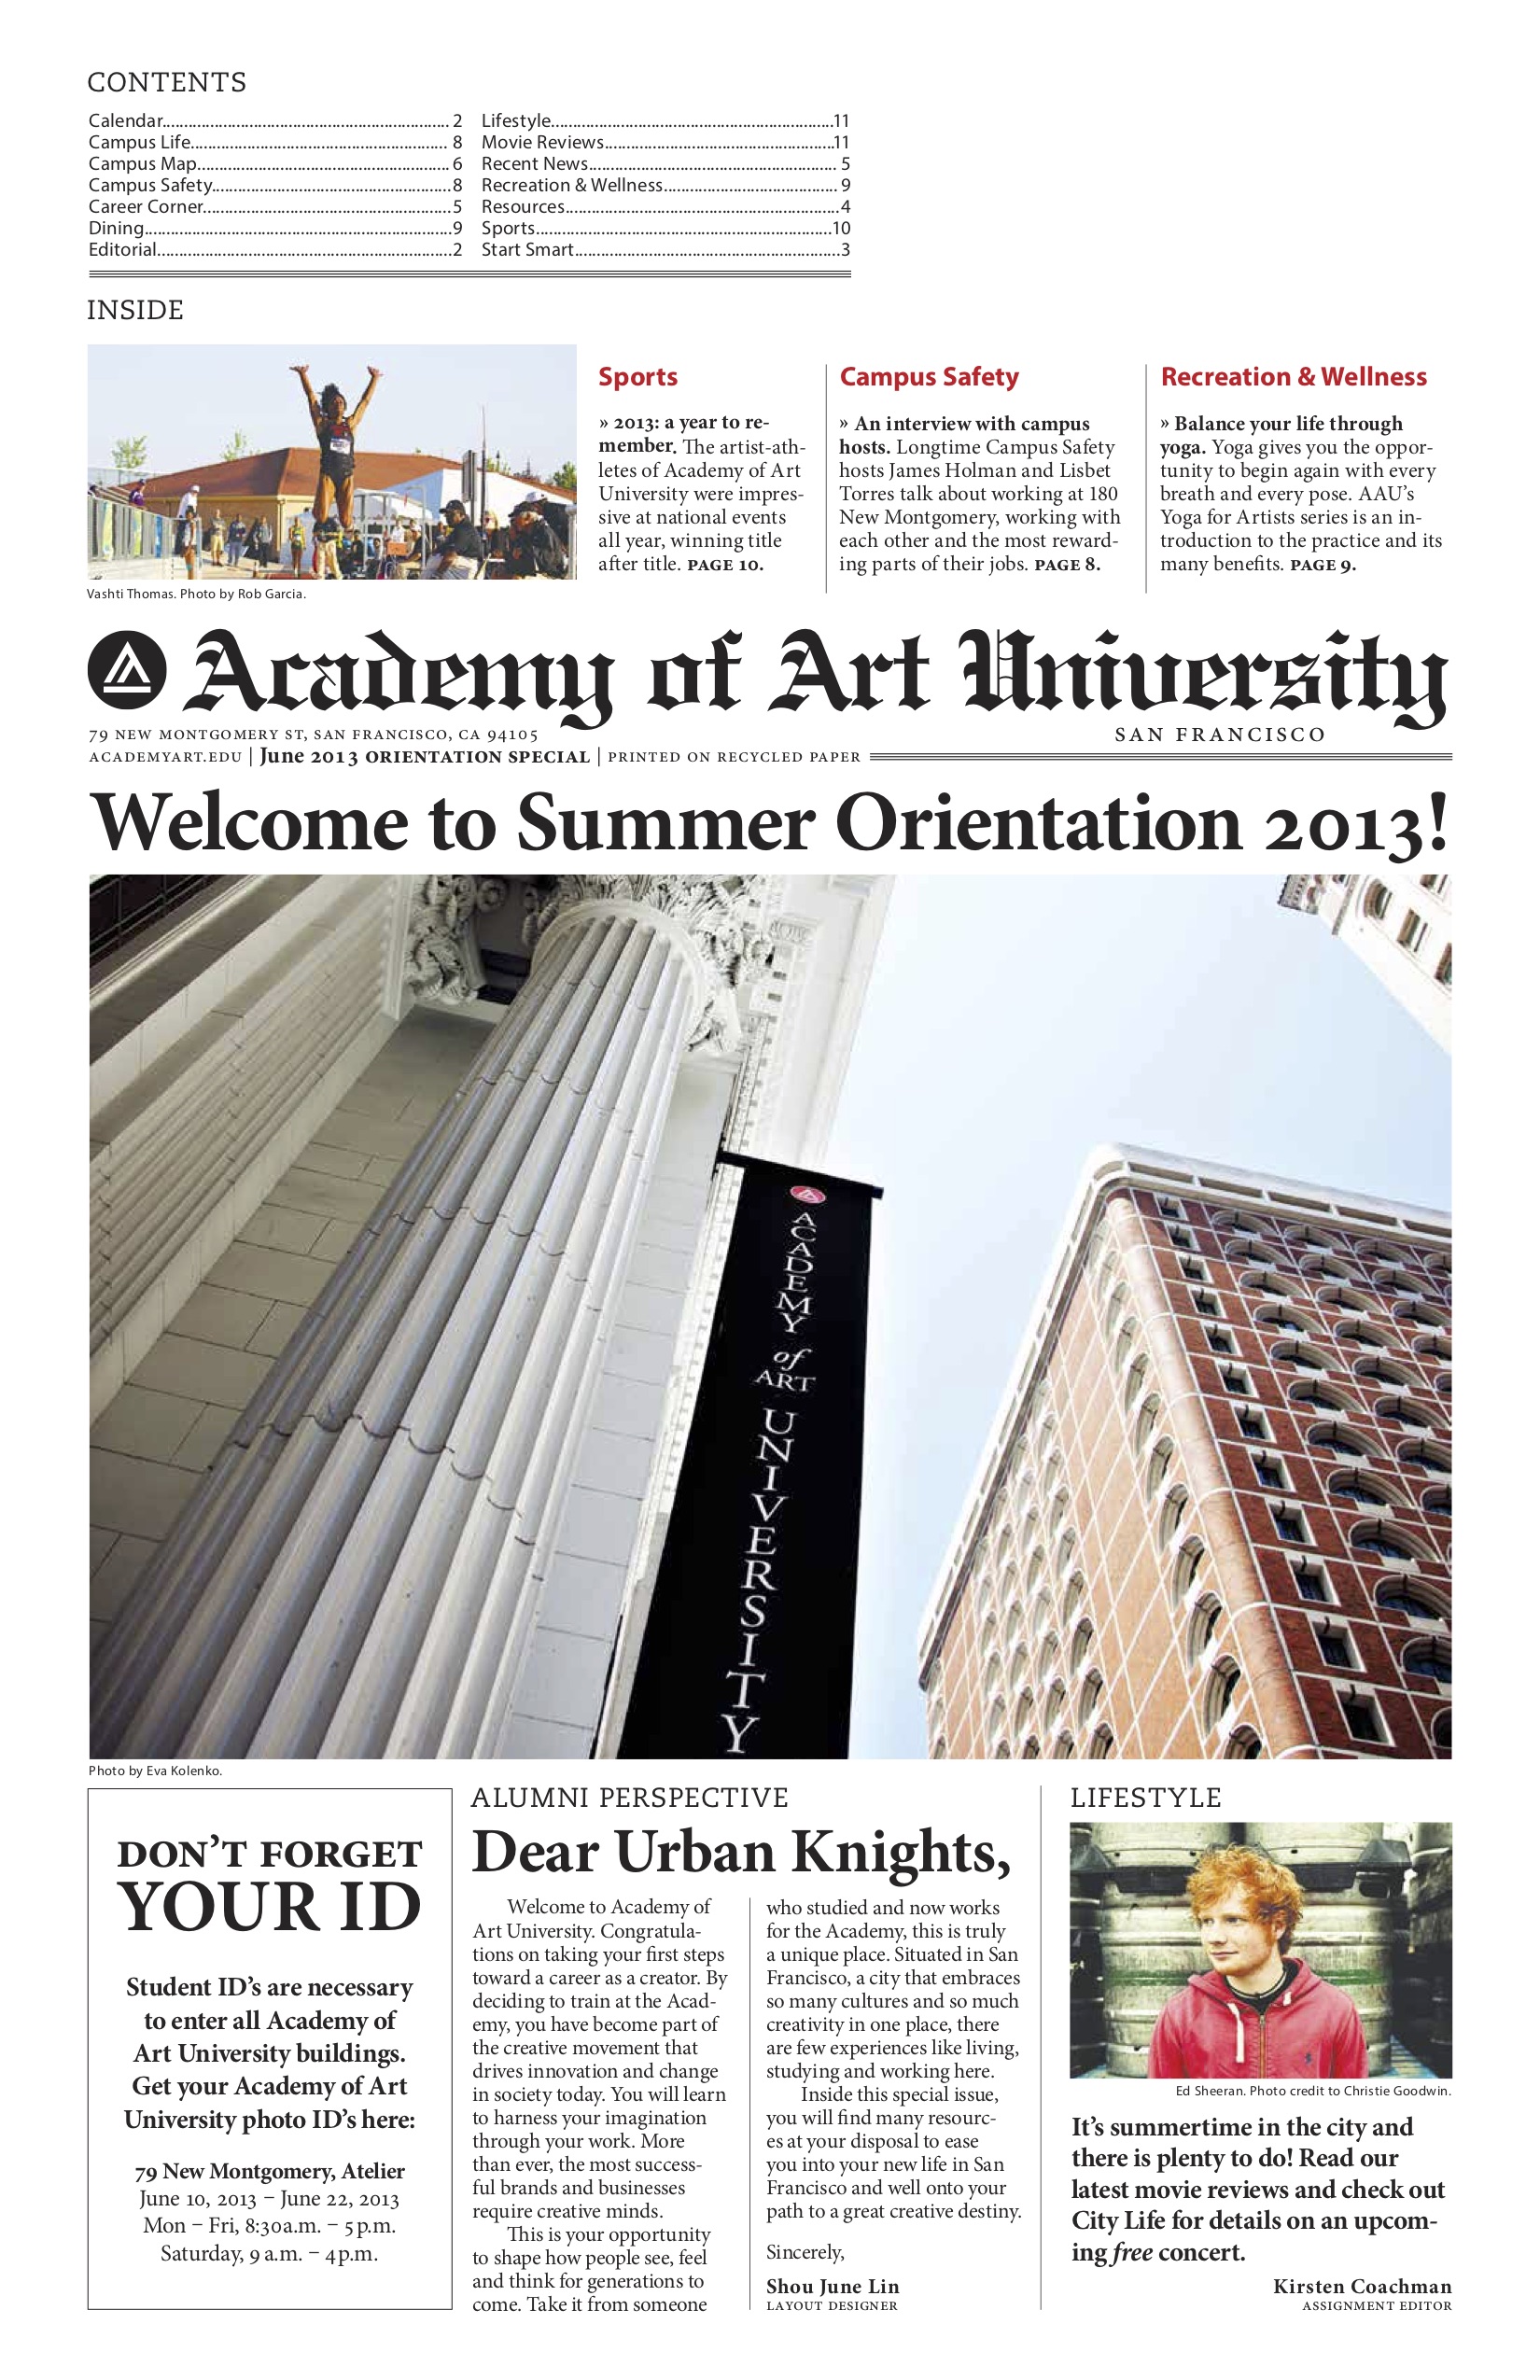 CONTENTS
Calendar................................................................ 2
Campus Life......................................................... 8
Campus Map........................................................ 6
Campus Safety.....................................................8
Career Corner.......................................................5
Dining....................................................................9
Editorial.................................................................2
Lifestyle..............................................................11
Movie Reviews...................................................11
Recent News....................................................... 5
Recreation & Wellness...................................... 9
Resources............................................................4
Sports.................................................................10
Start Smart..........................................................3
INSIDE
Vashti Thomas. Photo by Rob Garcia.
Sports
» 2013: a year to re-
member. The artist-ath-
letes of Academy of Art
University were impres-
sive at national events
all year, winning title
after title. PAGE 10.
Campus Safety
» An interview with campus
hosts. Longtime Campus Safety
hosts James Holman and Lisbet
Torres talk about working at 180
New Montgomery, working with
each other and the most reward-
ing parts of their jobs. PAGE 8.
Recreation & Wellness
» Balance your life through
yoga. Yoga gives you the oppor-
tunity to begin again with every
breath and every pose. AAU's
Yoga for Artists series is an in-
troduction to the practice and its
many benefits. PAGE 9.
Academy of Art University
79 NEW MONTGOMERY ST, SAN FRANCISCO, CA 94105
SAN FRANCISCO
ACADEMYART.EDU | June 2013 ORIENTATION SPECIAL | PRINTED ON RECYCLED PAPER
Welcome to Summer Orientation 2013!
ACADEMY of ART UNIVERSITY
Photo by Eva Kolenko.
DON'T FORGET
YOUR ID
Student ID's are necessary
to enter all Academy of
Art University buildings.
Get your Academy of Art
University photo ID's here:
79 New Montgomery, Atelier
June 10, 2013 – June 22, 2013
Mon – Fri, 8:30a.m. – 5p.m.
Saturday, 9 a.m. – 4p.m.
ALUMNI PERSPECTIVE
Dear Urban Knights,
Welcome to Academy of
Art University. Congratula-
tions on taking your first steps
toward a career as a creator. By
deciding to train at the Acad-
emy, you have become part of
the creative movement that
drives innovation and change
in society today. You will learn
to harness your imagination
through your work. More
than ever, the most success-
ful brands and businesses
require creative minds.
This is your opportunity
to shape how people see, feel
and think for generations to
come. Take it from someone
who studied and now works
for the Academy, this is truly
a unique place. Situated in San
Francisco, a city that embraces
so many cultures and so much
creativity in one place, there
are few experiences like living,
studying and working here.
Inside this special issue,
you will find many resourc-
es at your disposal to ease
you into your new life in San
Francisco and well onto your
path to a great creative destiny.
Sincerely,
Shou June Lin
LAYOUT DESIGNER
LIFESTYLE
Ed Sheeran. Photo credit to Christie Goodwin.
It's summertime in the city and
there is plenty to do! Read our
latest movie reviews and check out
City Life for details on an upcom-
ing free concert.
Kirsten Coachman
ASSIGNMENT EDITOR